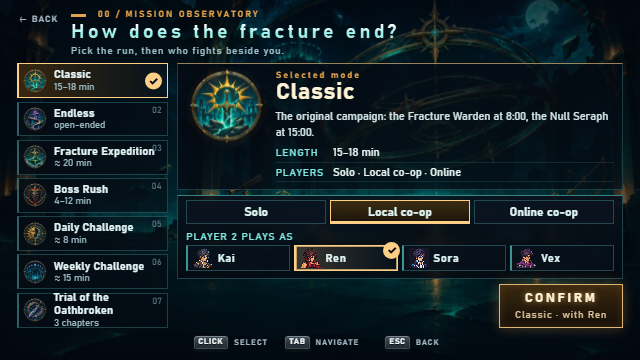 ← BACK
00 / MISSION OBSERVATORY
How does the fracture end?
Pick the run, then who fights beside you.
Classic
15–18 min
Endless
open-ended
02
Fracture Expedition
≈ 20 min
03
Boss Rush
4–12 min
04
Daily Challenge
≈ 8 min
05
Weekly Challenge
≈ 15 min
06
Trial of the
Oathbroken
3 chapters
07
Selected mode
Classic
The original campaign: the Fracture Warden at 8:00, the Null Seraph
at 15:00.
LENGTH 15–18 min
PLAYERS Solo · Local co-op · Online
Solo
Local co-op
Online co-op
PLAYER 2 PLAYS AS
Kai
Ren
Sora
Vex
CONFIRM
Classic · with Ren
CLICK SELECT TAB NAVIGATE ESC BACK